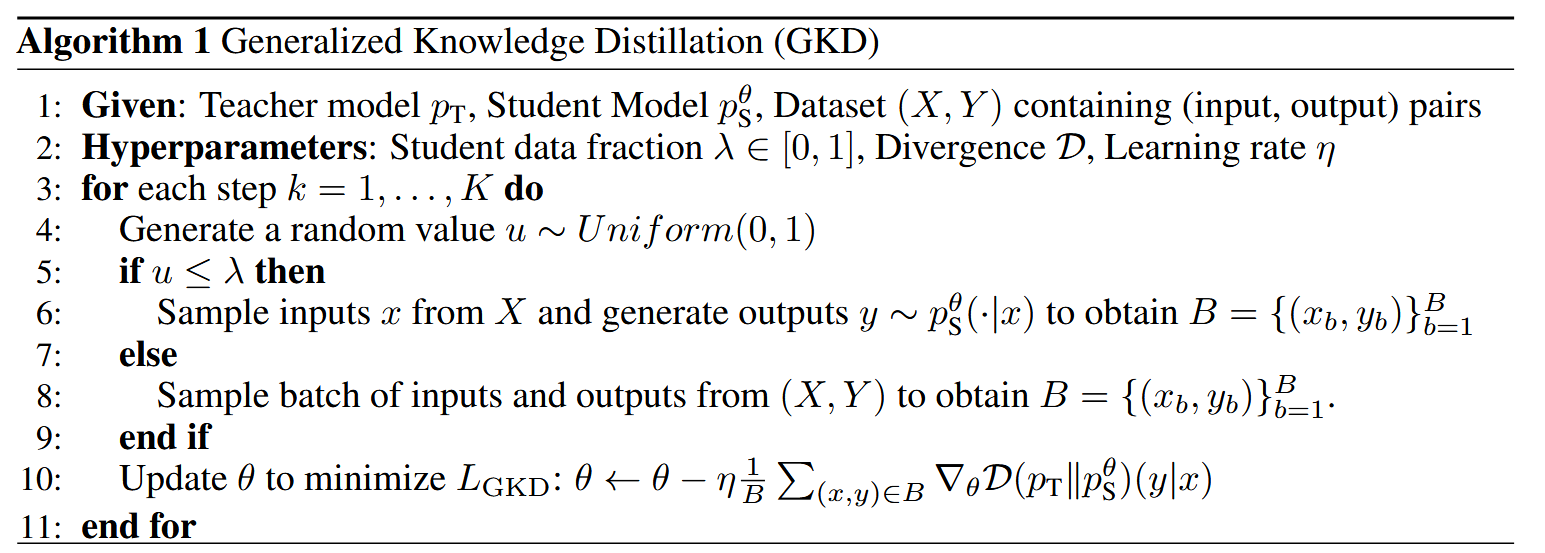 Algorithm 1 Generalized Knowledge Distillation (GKD)
1: Given: Teacher model $p_{\mathrm{T}}$, Student Model $p_{\mathrm{S}}^{\theta}$, Dataset $(X, Y)$ containing (input, output) pairs
2: Hyperparameters: Student data fraction $\lambda \in [0, 1]$, Divergence $\mathcal{D}$, Learning rate $\eta$
3: for each step $k = 1, \ldots, K$ do
4: Generate a random value $u \sim Uniform(0, 1)$
5: if $u \leq \lambda$ then
6: Sample inputs $x$ from $X$ and generate outputs $y \sim p_{\mathrm{S}}^{\theta}(\cdot|x)$ to obtain $B = \{(x_b, y_b)\}_{b=1}^{B}$
7: else
8: Sample batch of inputs and outputs from $(X, Y)$ to obtain $B = \{(x_b, y_b)\}_{b=1}^{B}$.
9: end if
10: Update $\theta$ to minimize $L_{\mathrm{GKD}}$: $\theta \leftarrow \theta - \eta \frac{1}{B} \sum_{(x,y) \in B} \nabla_{\theta} \mathcal{D}(p_{\mathrm{T}} \| p_{\mathrm{S}}^{\theta})(y|x)$
11: end for